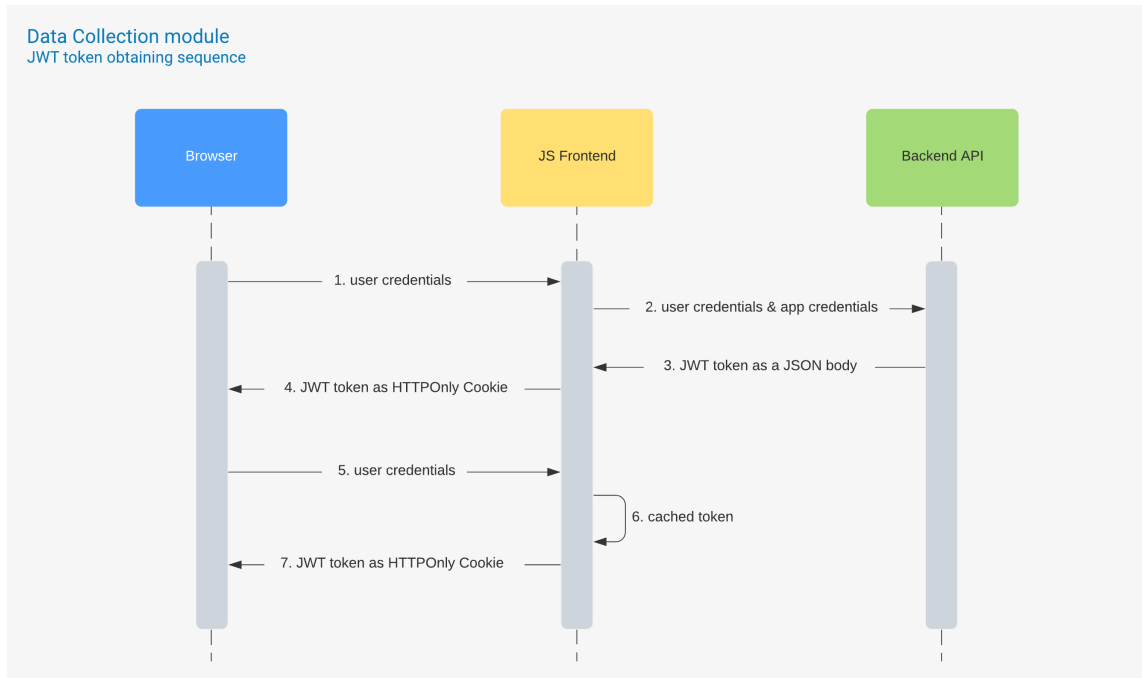 Data Collection module
JWT token obtaining sequence
Browser
JS Frontend
Backend API
1. user credentials
2. user credentials & app credentials
3. JWT token as a JSON body
4. JWT token as HTTPOnly Cookie
5. user credentials
6. cached token
7. JWT token as HTTPOnly Cookie